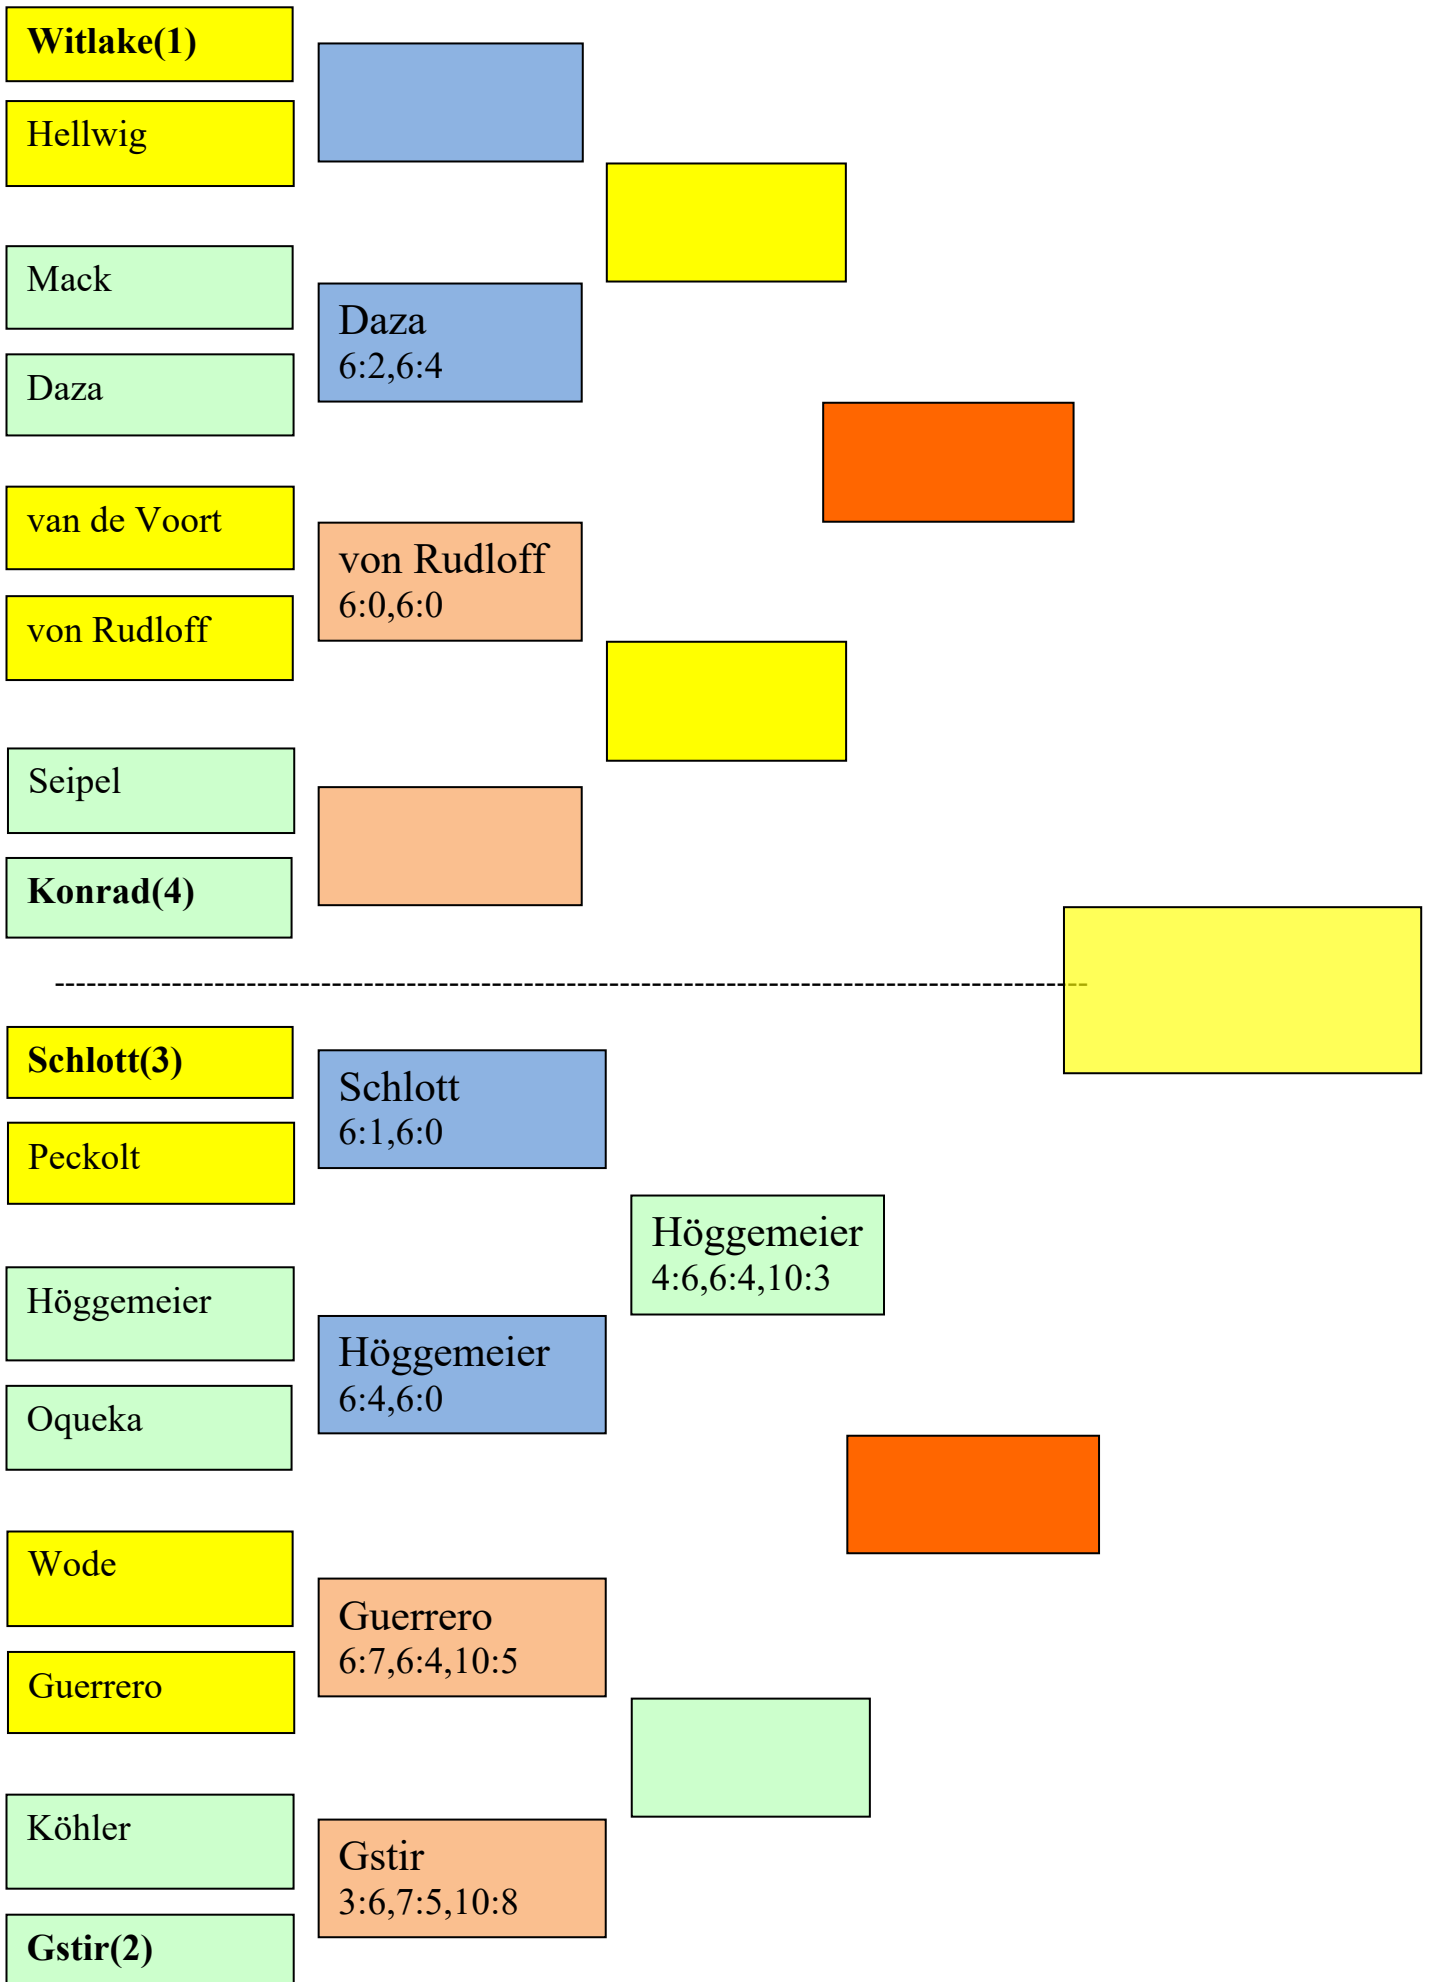 Witlake(1)
Hellwig
Mack
Daza
6:2,6:4
Daza
van de Voort
von Rudloff
6:0,6:0
von Rudloff
Seipel
Konrad(4)
--------------------------------------------------------------------------------------------------
Schlott(3)
Schlott
6:1,6:0
Peckolt
Höggemeier
4:6,6:4,10:3
Höggemeier
Höggemeier
6:4,6:0
Oqueka
Wode
Guerrero
6:7,6:4,10:5
Guerrero
Köhler
Gstir
3:6,7:5,10:8
Gstir(2)